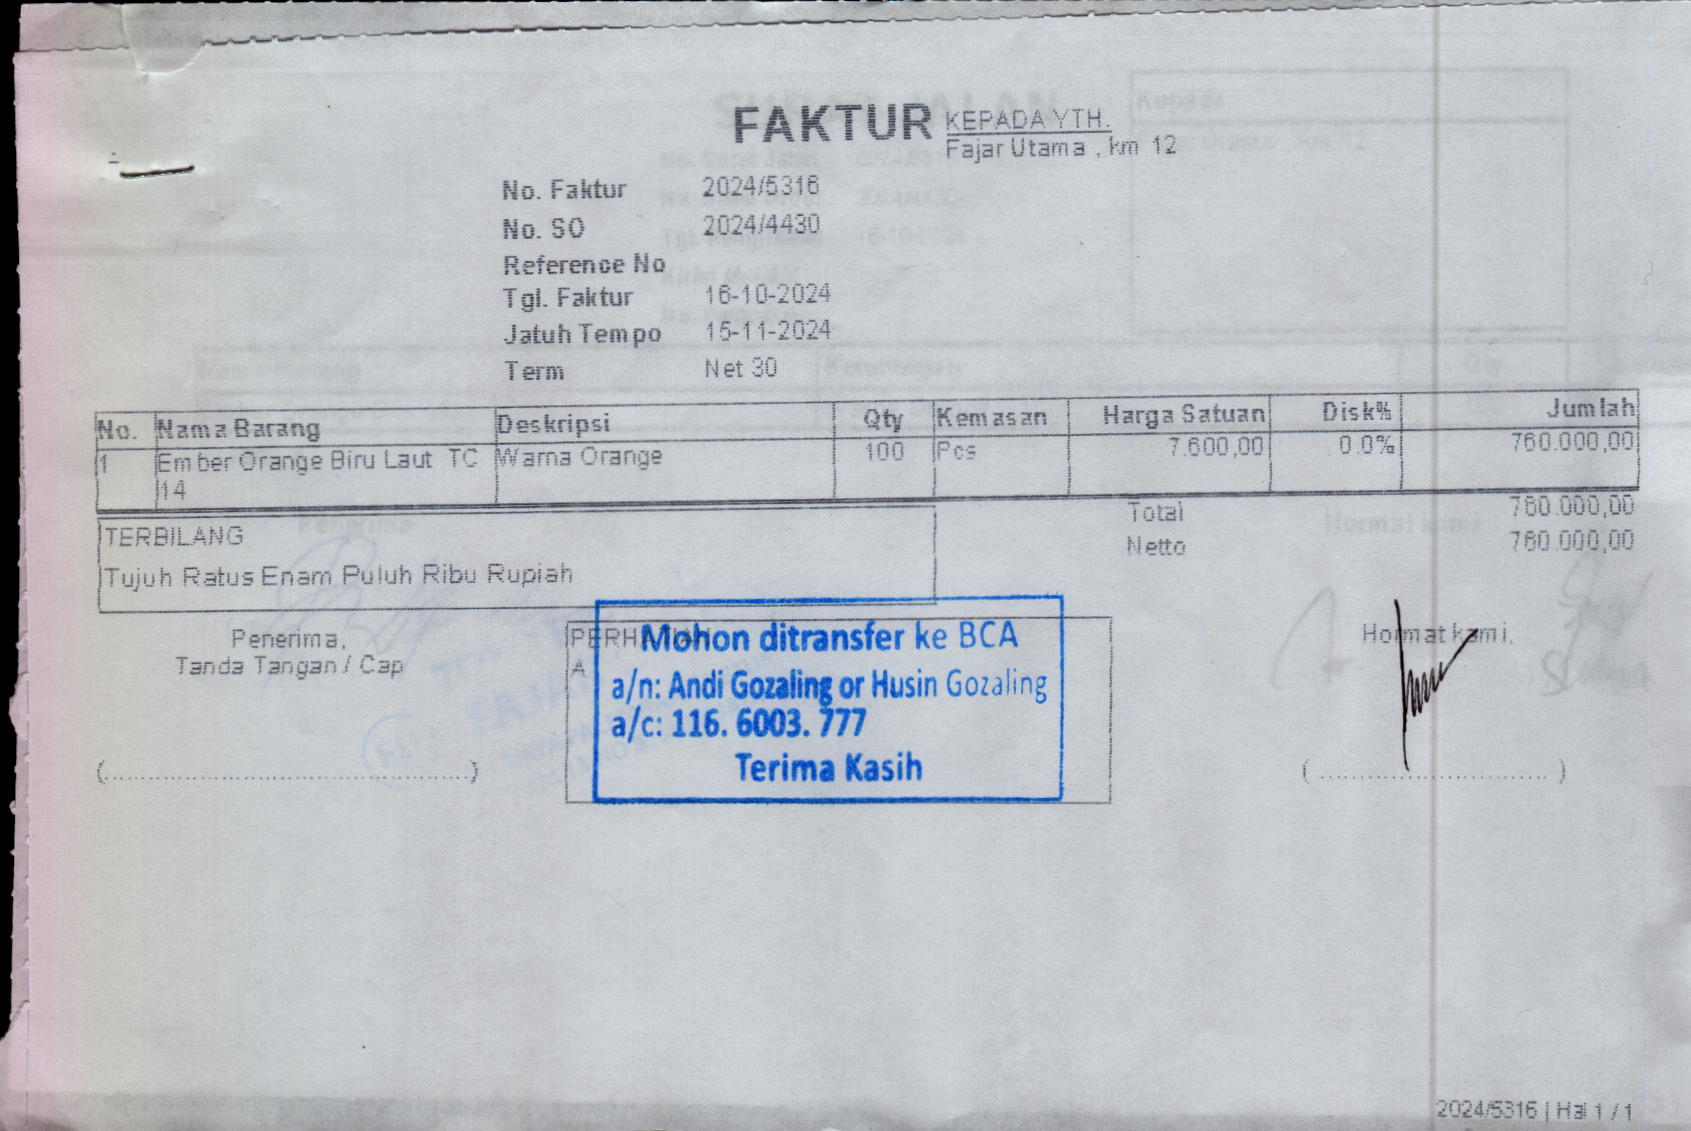 FAKTUR
KEPADA YTH.
Fajar Utama , km 12
No. Faktur 2024/5316
No. SO 2024/4430
Reference No
Tgl. Faktur 16-10-2024
Jatuh Tempo 15-11-2024
Term Net 30
No. Nama Barang Deskripsi Qty Kemasan Harga Satuan Disk% Jumlah
1 Ember Orange Biru Laut TC Warna Orange 100 Pcs 7.600,00 0.0% 760.000,00
14
Total 760.000,00
Netto 760.000,00
TERBILANG
Tujuh Ratus Enam Puluh Ribu Rupiah
Penerima,
Tanda Tangan / Cap
(....................................................)
Mohon ditransfer ke BCA
a/n: Andi Gozaling or Husin Gozaling
a/c: 116. 6003. 777
Terima Kasih
Hormat kami,
( ................................ )
2024/5316 | Hal 1 / 1